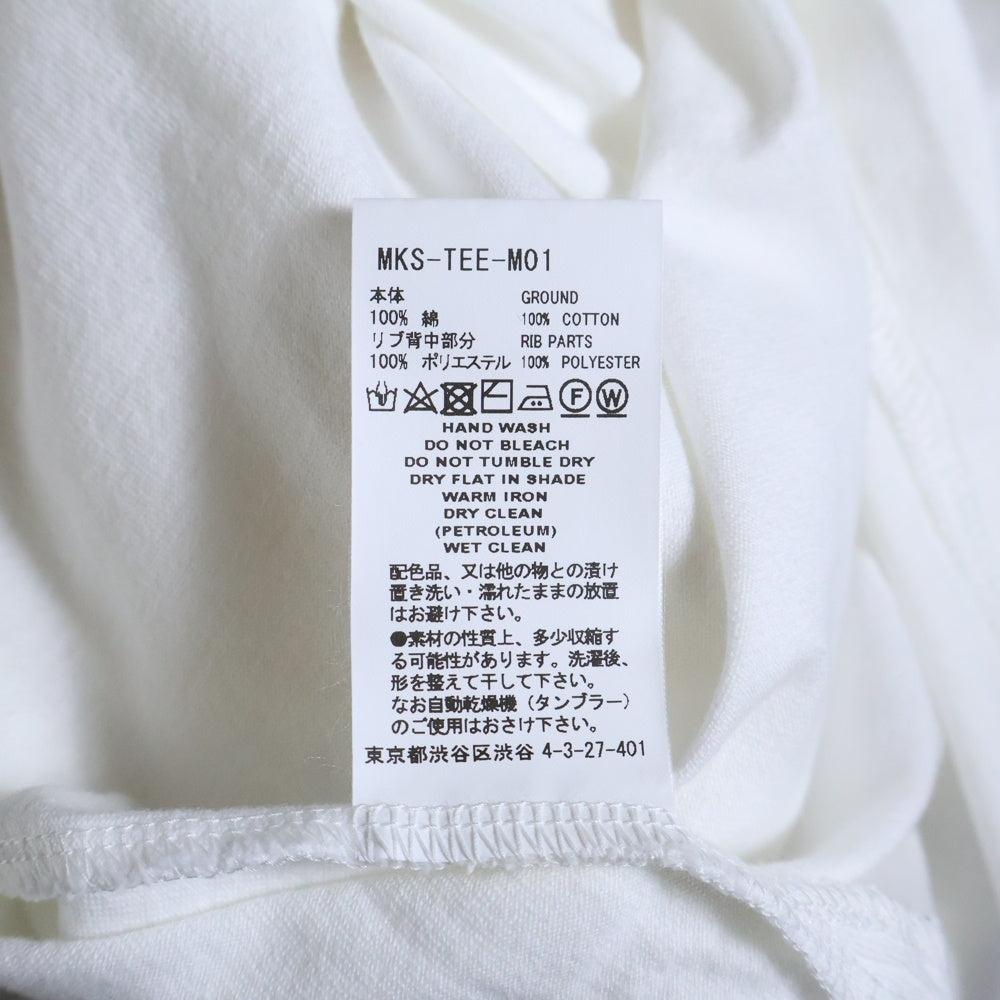 MKS-TEE-M01
本体 GROUND
100% 綿 100% COTTON
リブ背中部分 RIB PARTS
100% ポリエステル 100% POLYESTER
F W
HAND WASH
DO NOT BLEACH
DO NOT TUMBLE DRY
DRY FLAT IN SHADE
WARM IRON
DRY CLEAN
(PETROLEUM)
WET CLEAN
配色品、又は他の物との漬け
置き洗い・濡れたままの放置
はお避け下さい。
●素材の性質上、多少収縮す
る可能性があります。洗濯後、
形を整えて干して下さい。
なお自動乾燥機（タンブラー）
のご使用はおさけ下さい。
東京都渋谷区渋谷 4-3-27-401